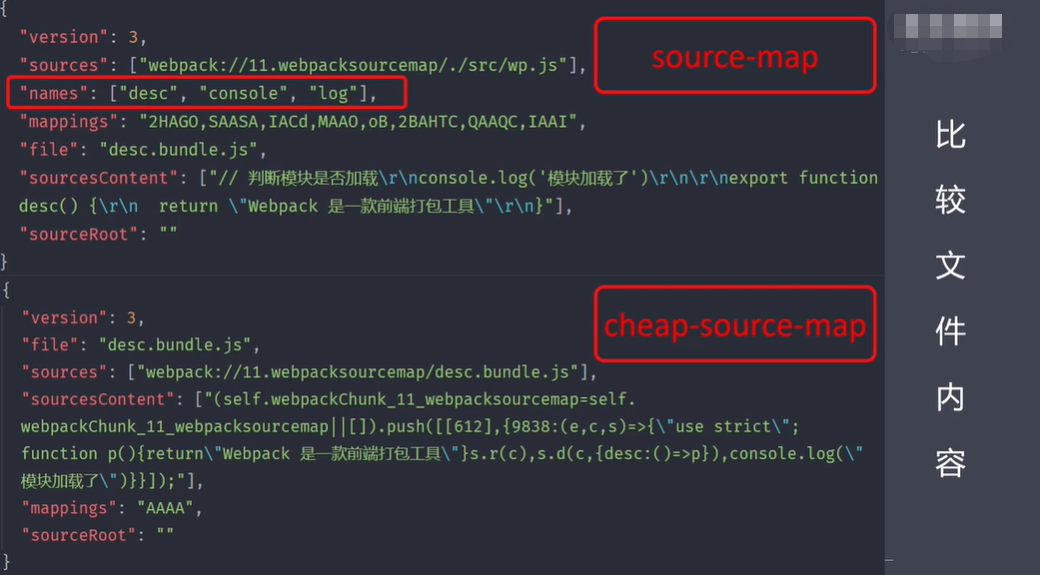 {
"version": 3,
"sources": ["webpack://11.webpacksourcemap/./src/wp.js"],
"names": ["desc", "console", "log"],
"mappings": "2HAGO,SAASA,IACd,MAAO,oB,2BAHTC,QAAQC,IAAI",
"file": "desc.bundle.js",
"sourcesContent": ["// 判断模块是否加载\r\nconsole.log('模块加载了')\r\n\r\nexport function
desc() {\r\n  return \"Webpack 是一款前端打包工具\"\r\n}"],
"sourceRoot": ""
}
source-map
{
"version": 3,
"file": "desc.bundle.js",
"sources": ["webpack://11.webpacksourcemap/desc.bundle.js"],
"sourcesContent": ["(self.webpackChunk_11_webpacksourcemap=self.
webpackChunk_11_webpacksourcemap||[]).push([[612],{9838:(e,c,s)=>{\"use strict\";
function p(){return\"Webpack 是一款前端打包工具\"}s.r(c),s.d(c,{desc:()=>p}),console.log(\"
模块加载了\")}}]);"],
"mappings": "AAAA",
"sourceRoot": ""
}
cheap-source-map
比
较
文
件
内
容